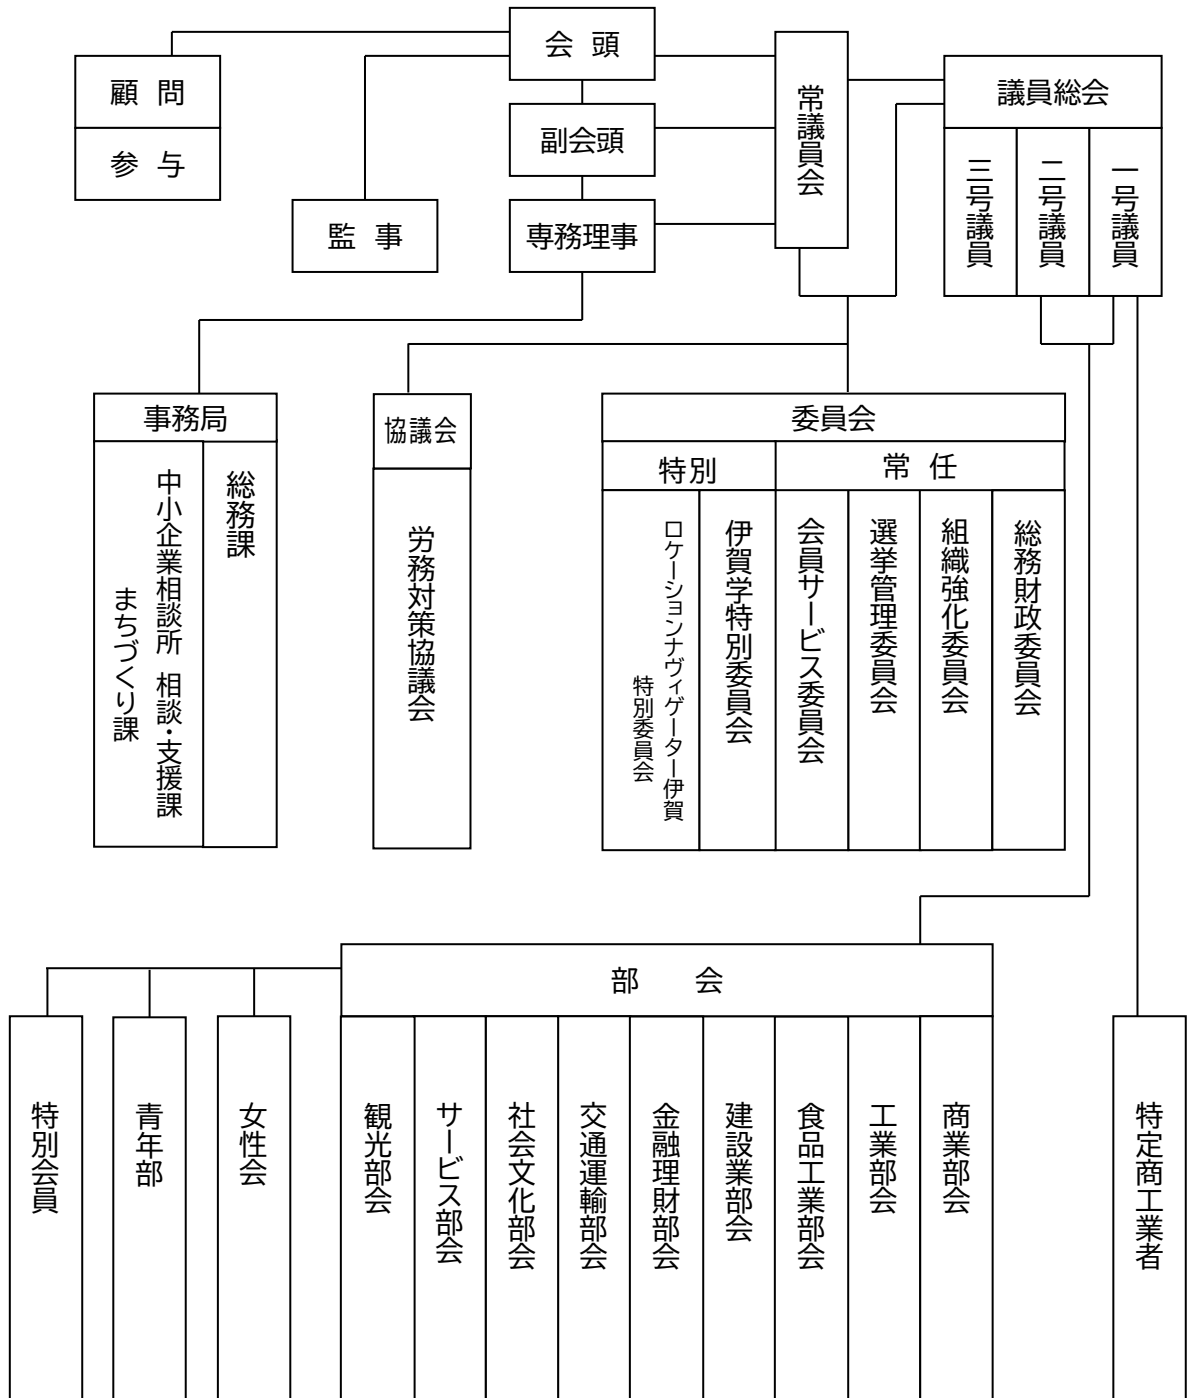 会 頭
顧 問
参 与
副会頭
監 事
専務理事
常議員会
議員総会
一号議員
二号議員
三号議員
事務局
総務課
中小企業相談所 相談・支援課
まちづくり課
協議会
労務対策協議会
委員会
常 任
特別
総務財政委員会
組織強化委員会
選挙管理委員会
会員サービス委員会
伊賀学特別委員会
ロケーションナヴィゲーター伊賀
特別委員会
部 会
商業部会
工業部会
食品工業部会
建設業部会
金融理財部会
交通運輸部会
社会文化部会
サービス部会
観光部会
女性会
青年部
特別会員
特定商工業者